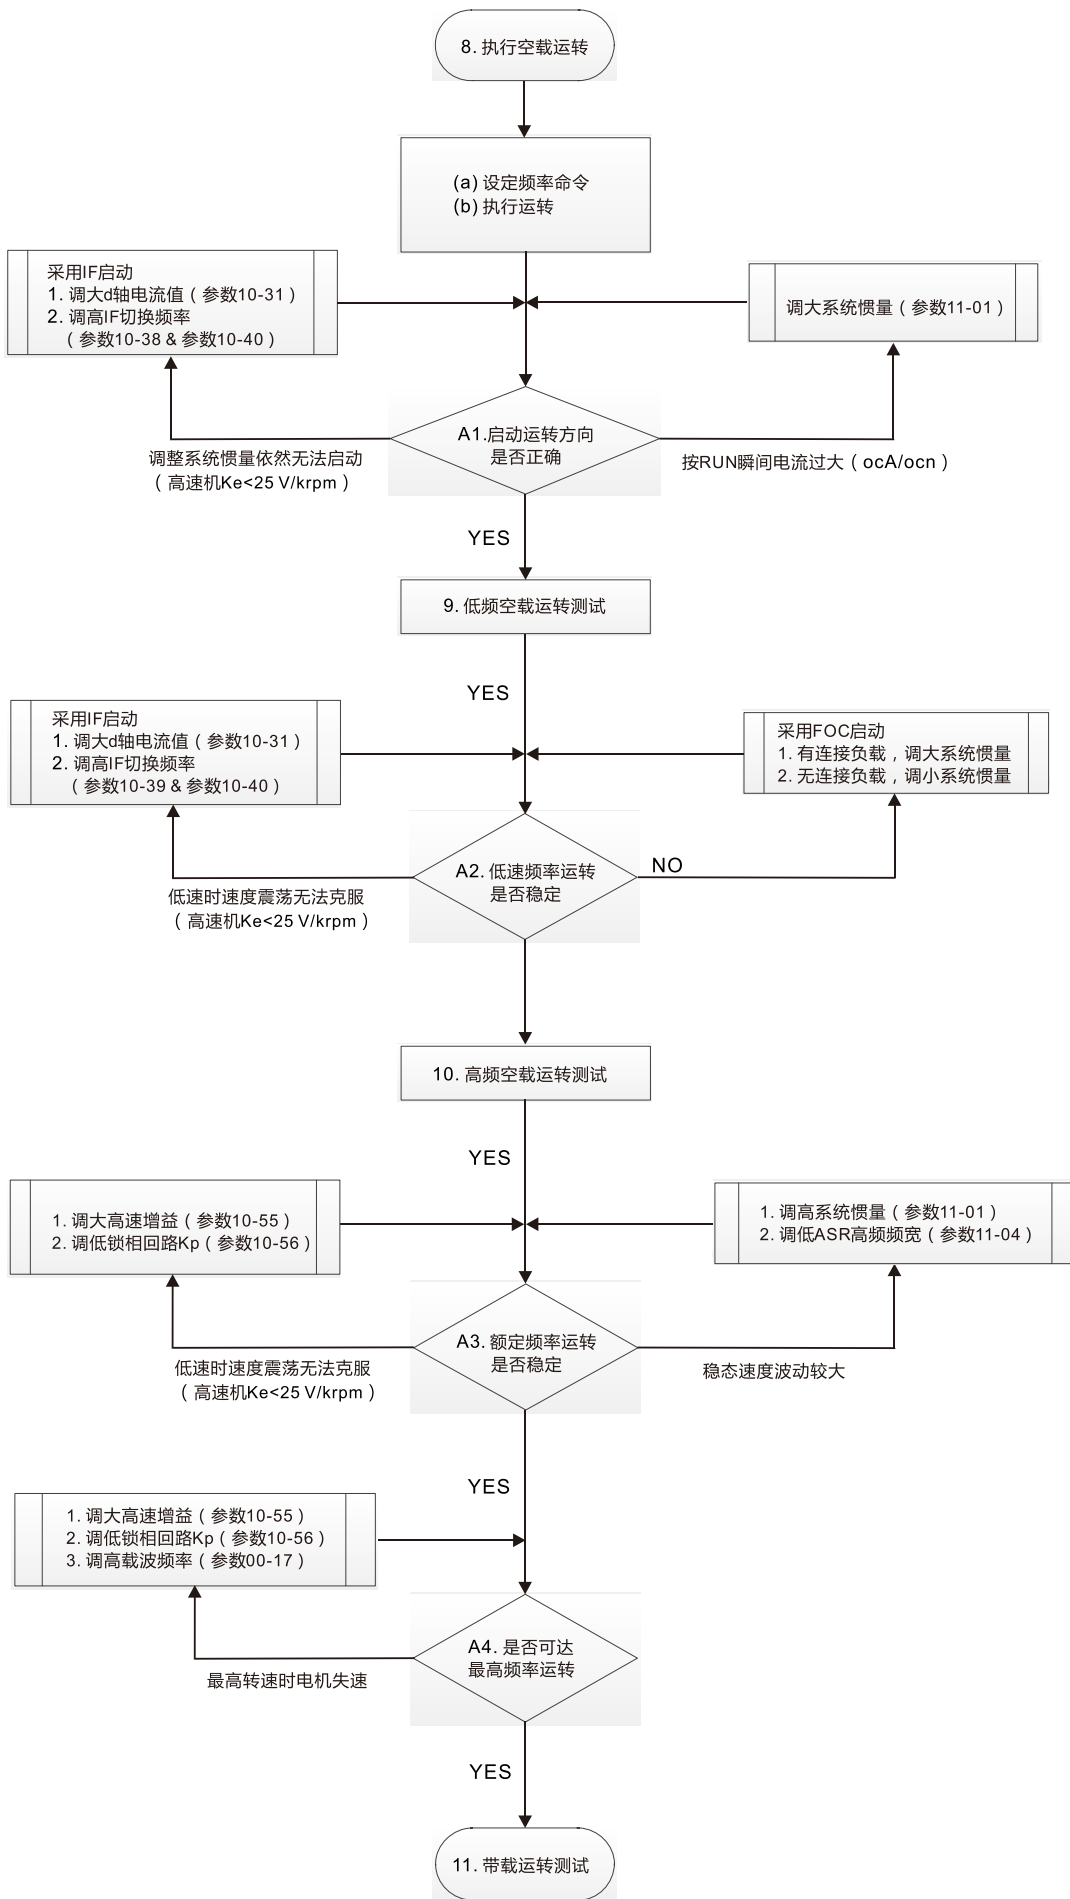 8. 执行空载运转
(a) 设定频率命令
(b) 执行运转
采用IF启动
1. 调大d轴电流值（参数10-31）
2. 调高IF切换频率
（参数10-38 & 参数10-40）
调大系统惯量（参数11-01）
A1.启动运转方向
是否正确
调整系统惯量依然无法启动
（高速机Ke<25 V/krpm）
按RUN瞬间电流过大（ocA/ocn）
YES
9. 低频空载运转测试
YES
采用IF启动
1. 调大d轴电流值（参数10-31）
2. 调高IF切换频率
（参数10-39 & 参数10-40）
采用FOC启动
1. 有连接负载，调大系统惯量
2. 无连接负载，调小系统惯量
A2. 低速频率运转
是否稳定
NO
低速时速度震荡无法克服
（高速机Ke<25 V/krpm）
10. 高频空载运转测试
YES
1. 调大高速增益（参数10-55）
2. 调低锁相回路Kp（参数10-56）
1. 调高系统惯量（参数11-01）
2. 调低ASR高频频宽（参数11-04）
A3. 额定频率运转
是否稳定
低速时速度震荡无法克服
（高速机Ke<25 V/krpm）
稳态速度波动较大
YES
1. 调大高速增益（参数10-55）
2. 调低锁相回路Kp（参数10-56）
3. 调高载波频率（参数00-17）
A4. 是否可达
最高频率运转
最高转速时电机失速
YES
11. 带载运转测试